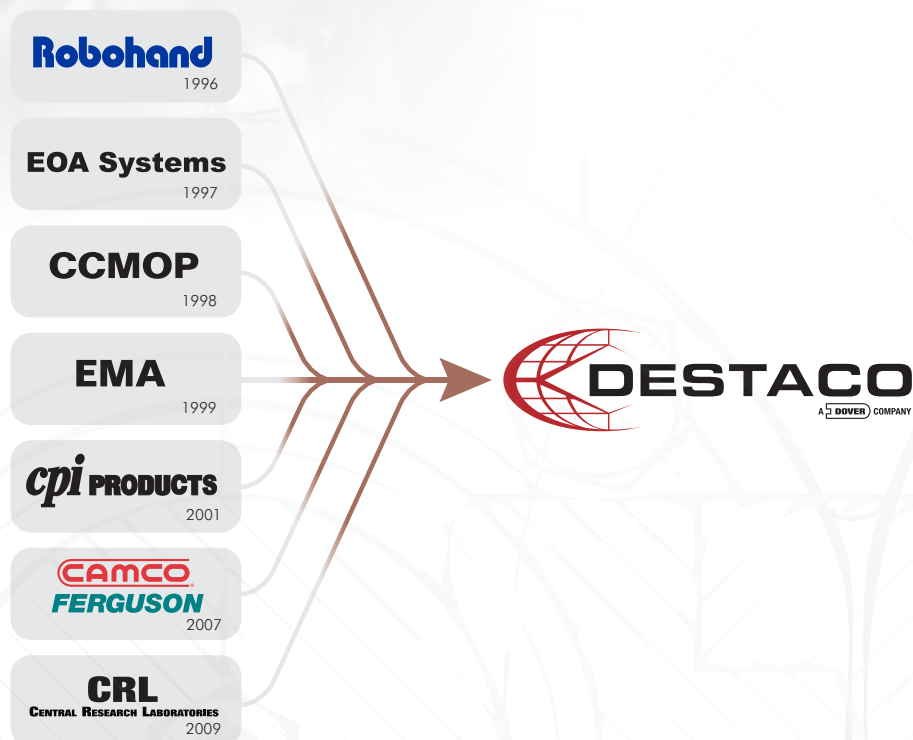 Robohand
1996
EOA Systems
1997
CCMOP
1998
EMA
1999
cpi PRODUCTS
2001
CAMCO®
FERGUSON
2007
CRL
CENTRAL RESEARCH LABORATORIES
2009
DESTACO
A DOVER COMPANY